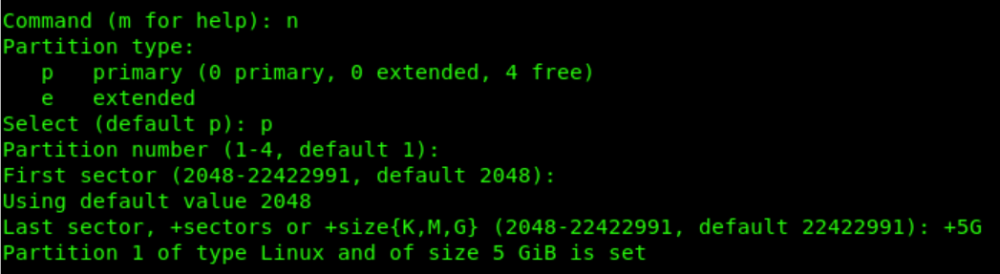 Command (m for help): n
Partition type:
   p   primary (0 primary, 0 extended, 4 free)
   e   extended
Select (default p): p
Partition number (1-4, default 1):
First sector (2048-22422991, default 2048):
Using default value 2048
Last sector, +sectors or +size{K,M,G} (2048-22422991, default 22422991): +5G
Partition 1 of type Linux and of size 5 GiB is set